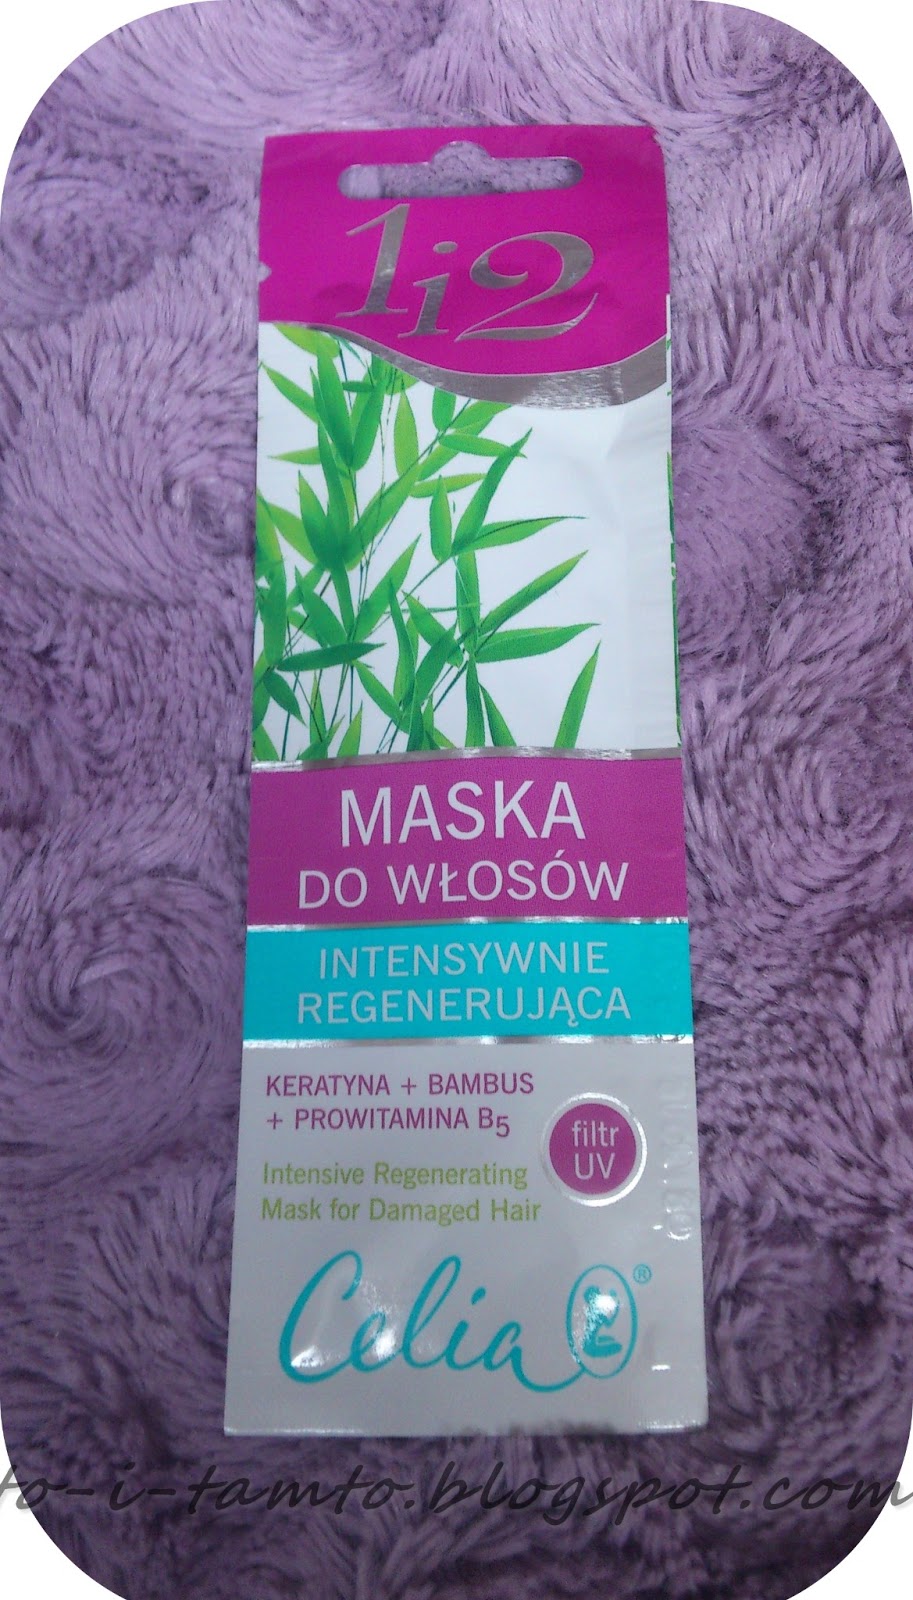 1i2
MASKA
DO WŁOSÓW
INTENSYWNIE
REGENERUJĄCA
KERATYNA + BAMBUS
+ PROWITAMINA B5
filtr
UV
Intensive Regenerating
Mask for Damaged Hair
Celia ®
to-i-tamto.blogspot.com